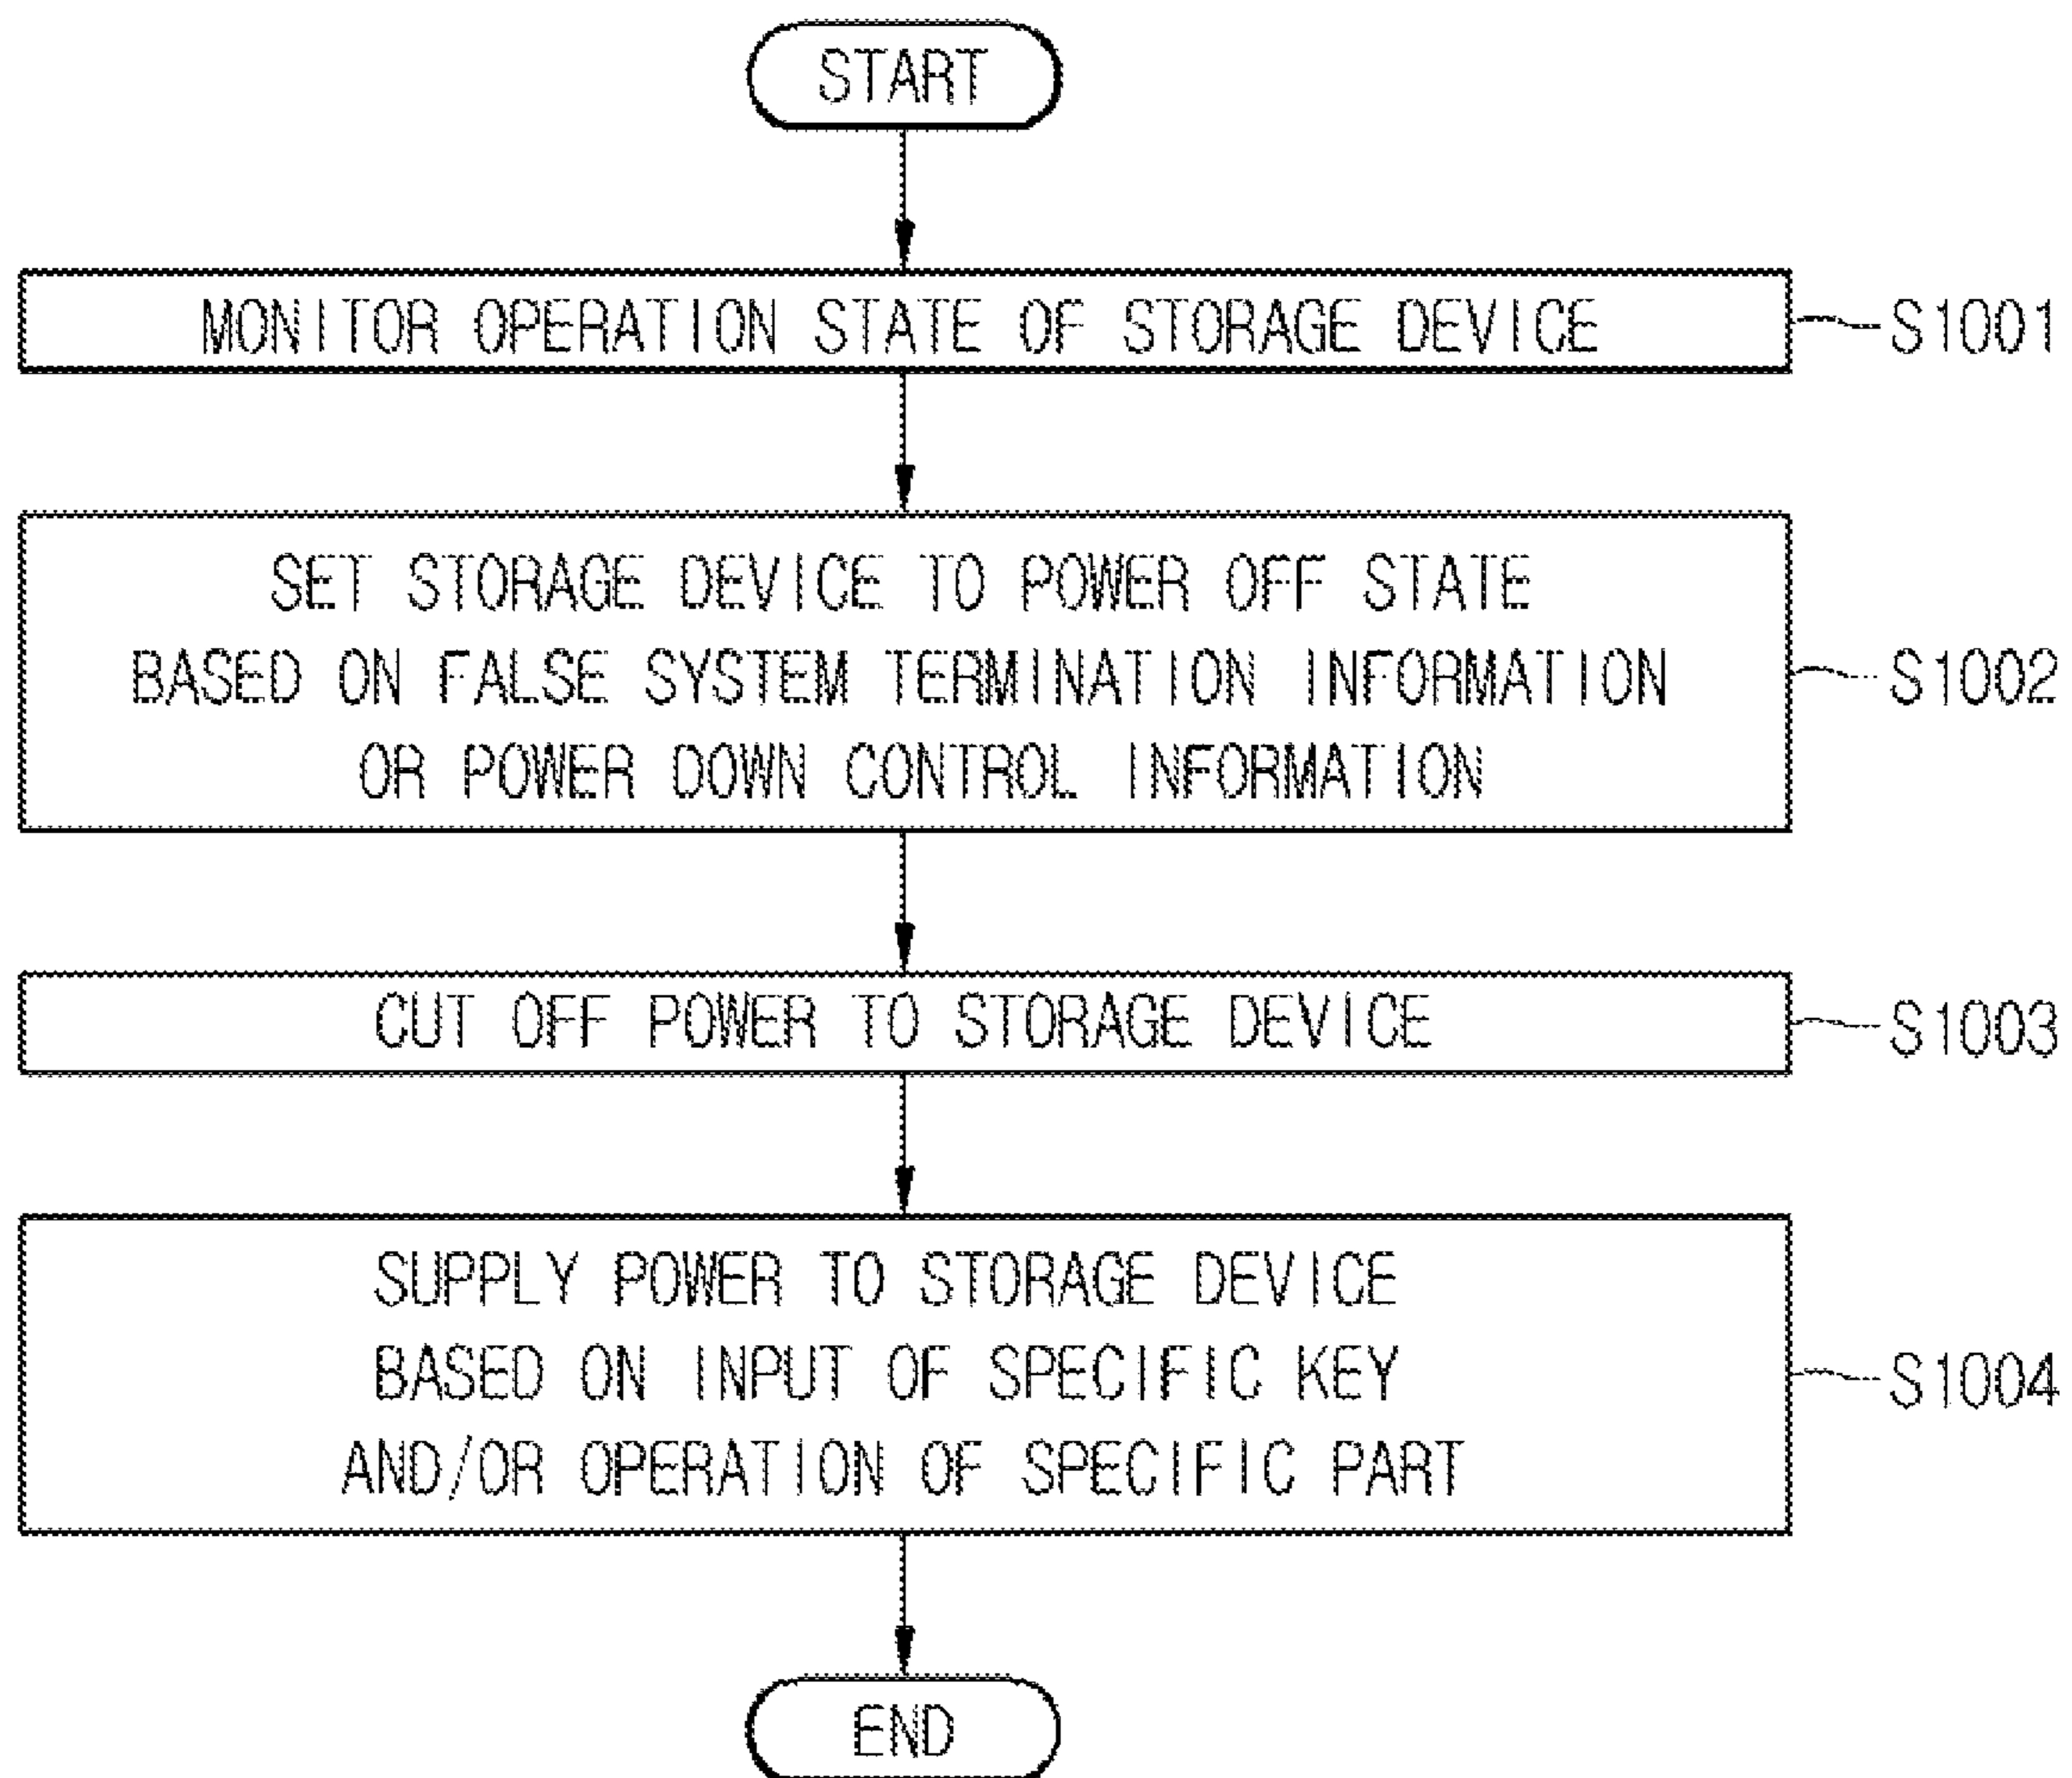 START
MONITOR OPERATION STATE OF STORAGE DEVICE
S1001
SET STORAGE DEVICE TO POWER OFF STATE
BASED ON FALSE SYSTEM TERMINATION INFORMATION
OR POWER DOWN CONTROL INFORMATION
S1002
CUT OFF POWER TO STORAGE DEVICE
S1003
SUPPLY POWER TO STORAGE DEVICE
BASED ON INPUT OF SPECIFIC KEY
AND/OR OPERATION OF SPECIFIC PART
S1004
END